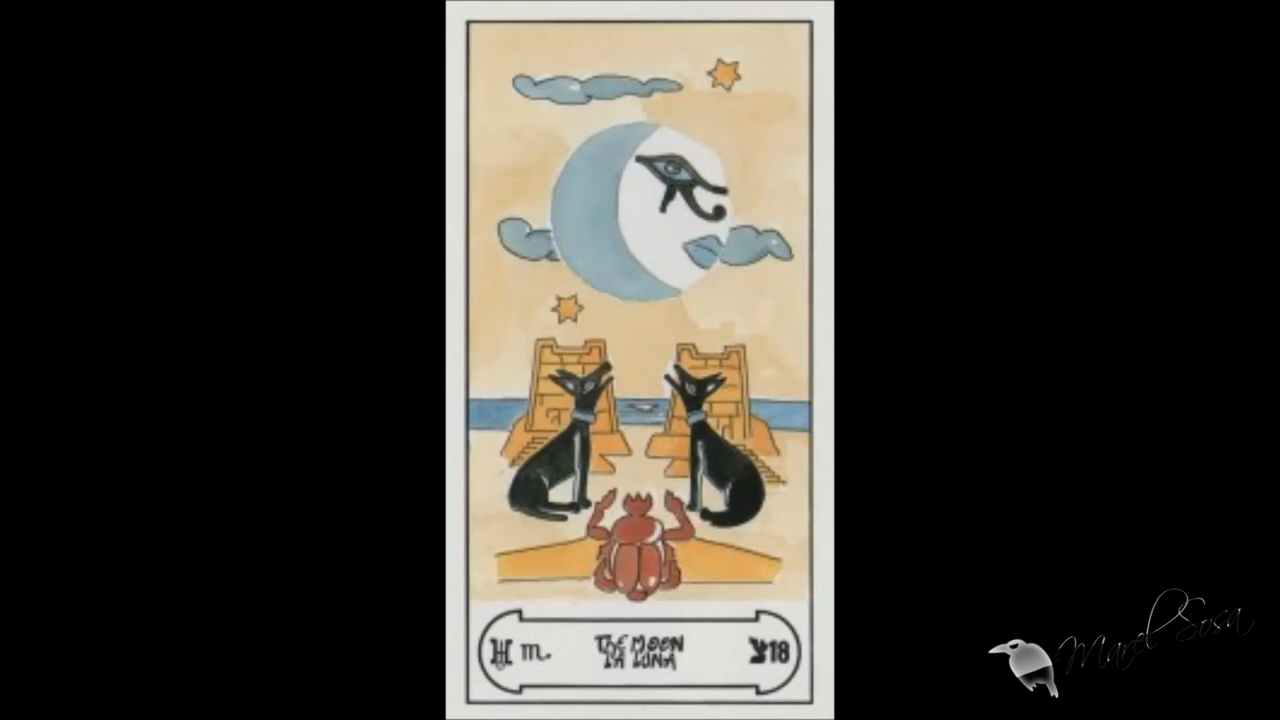 ♅ ♏ THE MOON צ 18
LA LUNA
Marel Sosa